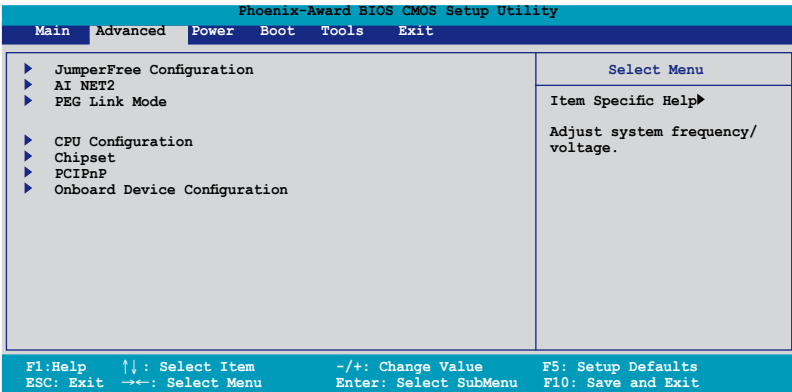 Phoenix-Award BIOS CMOS Setup Utility
Main Advanced Power Boot Tools Exit
JumperFree Configuration
AI NET2
PEG Link Mode
CPU Configuration
Chipset
PCIPnP
Onboard Device Configuration
Select Menu
Item Specific Help
Adjust system frequency/
voltage.
F1:Help ↑↓: Select Item -/+: Change Value F5: Setup Defaults
ESC: Exit →←: Select Menu Enter: Select SubMenu F10: Save and Exit